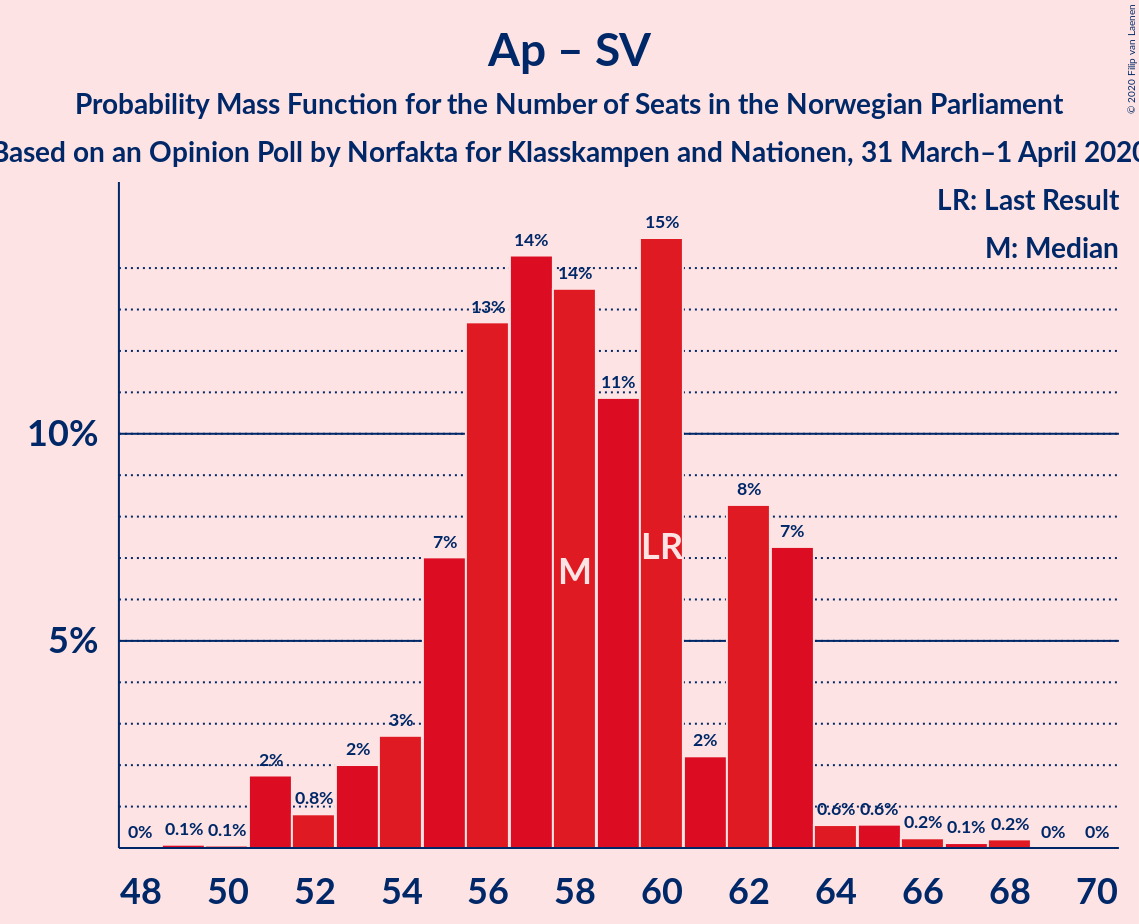 Ap – SV
Probability Mass Function for the Number of Seats in the Norwegian Parliament
Based on an Opinion Poll by Norfakta for Klasskampen and Nationen, 31 March–1 April 2020
© 2020 Filip van Laenen
LR: Last Result
M: Median
15%
14%
14%
13%
11%
10%
8%
7%
7%
LR
M
5%
3%
2%
2%
2%
0.8%
0.6% 0.6%
0% 0.1% 0.1%
0.2% 0.1% 0.2% 0% 0%
48 50 52 54 56 58 60 62 64 66 68 70